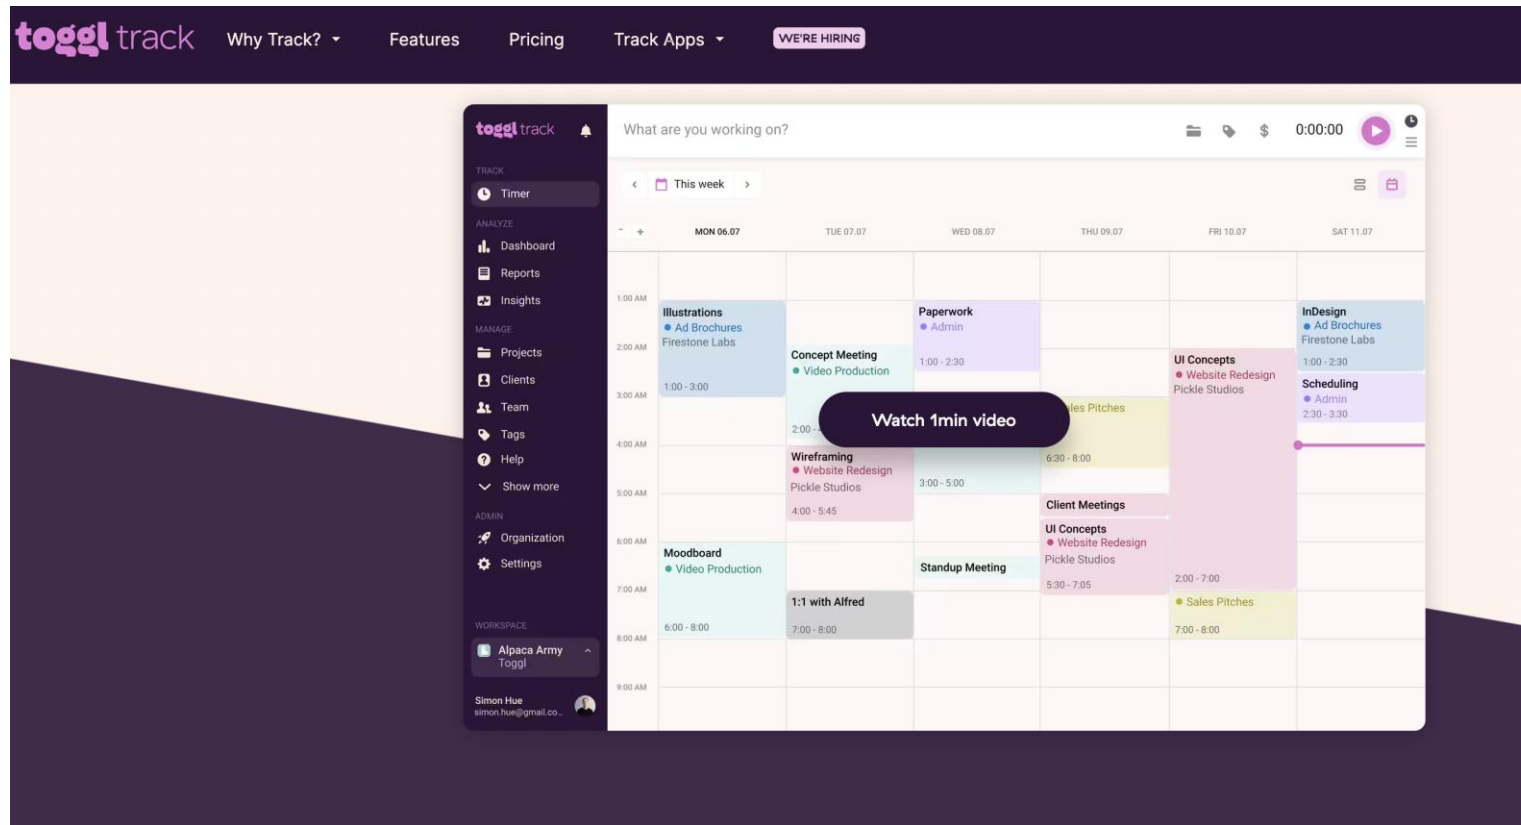 toggl track
Why Track?
Features
Pricing
Track Apps
WE'RE HIRING
toggl track
TRACK
Timer
ANALYZE
Dashboard
Reports
Insights
MANAGE
Projects
Clients
Team
Tags
Help
Show more
ADMIN
Organization
Settings
WORKSPACE
Alpaca Army
Toggl
Simon Hue
simon.hue@gmail.co...
What are you working on?
$
0:00:00
This week
- +
MON 06.07
TUE 07.07
WED 08.07
THU 09.07
FRI 10.07
SAT 11.07
1:00 AM
2:00 AM
3:00 AM
4:00 AM
5:00 AM
6:00 AM
7:00 AM
8:00 AM
9:00 AM
Illustrations
Ad Brochures
Firestone Labs
1:00 - 3:00
Moodboard
Video Production
6:00 - 8:00
Concept Meeting
Video Production
2:00 -
Wireframing
Website Redesign
Pickle Studios
4:00 - 5:45
1:1 with Alfred
7:00 - 8:00
Paperwork
Admin
1:00 - 2:30
Watch 1min video
3:00 - 5:00
Standup Meeting
Pitches
6:30 - 8:00
Client Meetings
UI Concepts
Website Redesign
Pickle Studios
5:30 - 7:05
UI Concepts
Website Redesign
Pickle Studios
2:00 - 7:00
Sales Pitches
7:00 - 8:00
InDesign
Ad Brochures
Firestone Labs
1:00 - 2:30
Scheduling
Admin
2:30 - 3:30